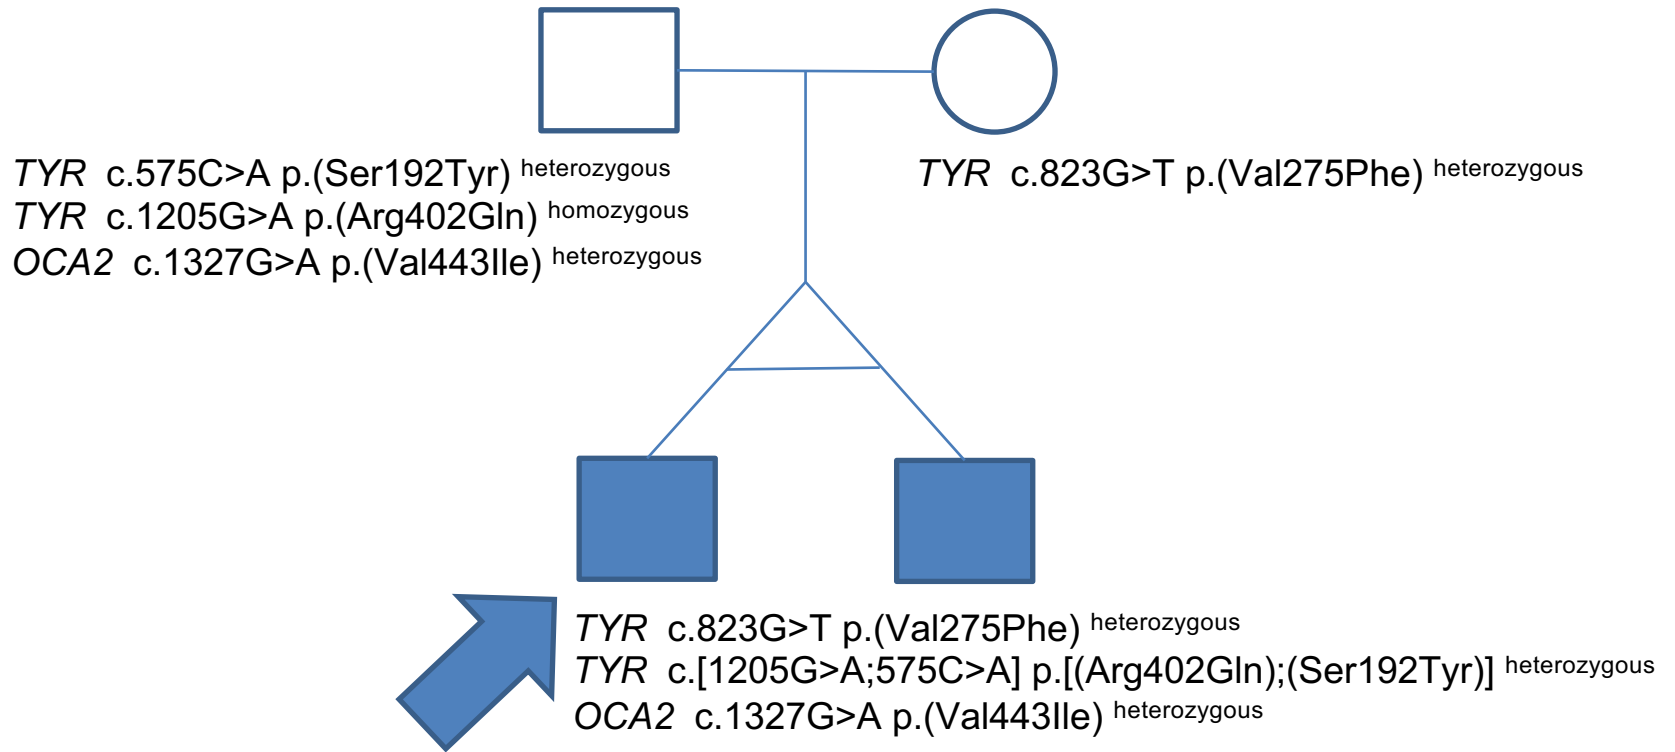 TYR c.575C>A p.(Ser192Tyr) heterozygous
TYR c.1205G>A p.(Arg402Gln) homozygous
OCA2 c.1327G>A p.(Val443Ile) heterozygous
TYR c.823G>T p.(Val275Phe) heterozygous
TYR c.823G>T p.(Val275Phe) heterozygous
TYR c.[1205G>A;575C>A] p.[(Arg402Gln);(Ser192Tyr)] heterozygous
OCA2 c.1327G>A p.(Val443Ile) heterozygous